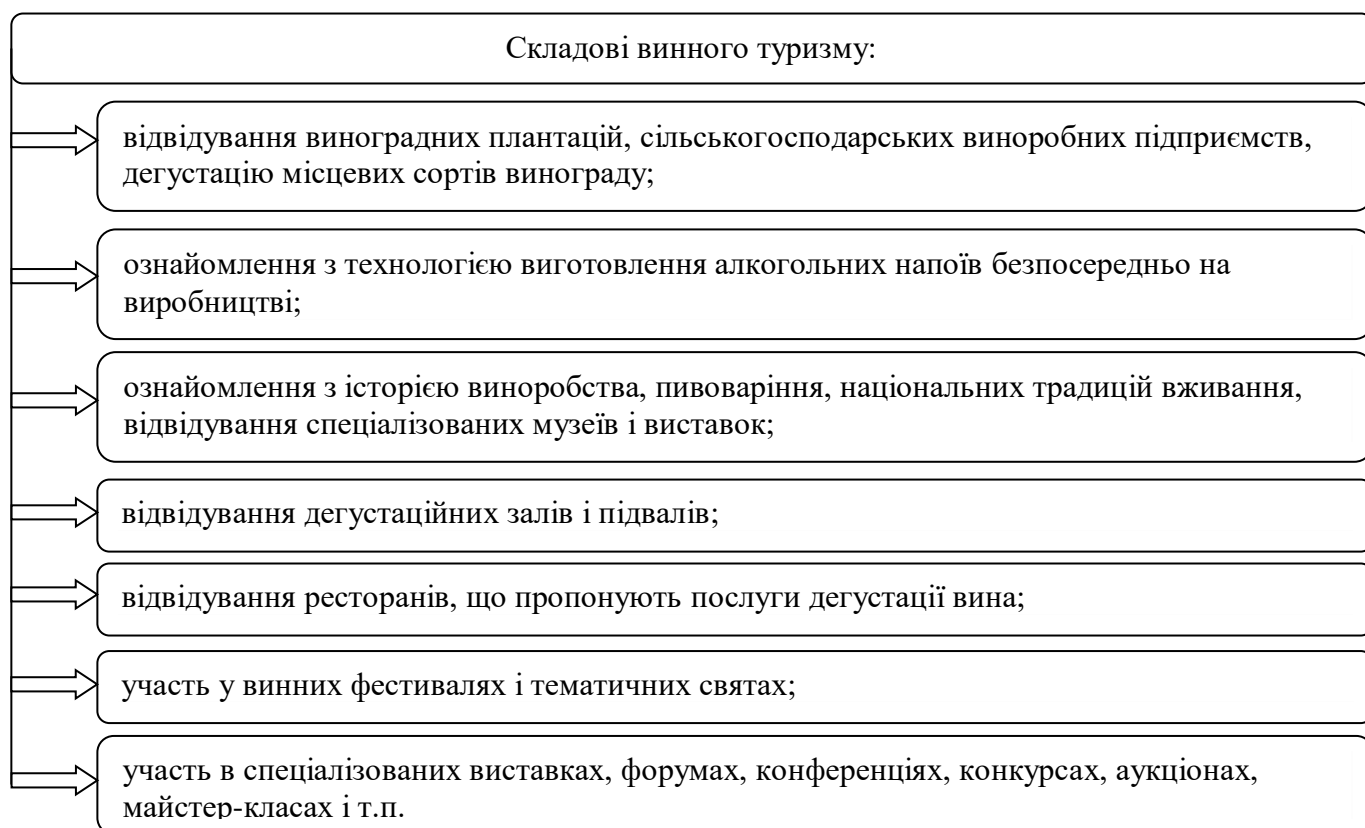 Складові винного туризму:
відвідування виноградних плантацій, сільськогосподарських виноробних підприємств,
дегустацію місцевих сортів винограду;
ознайомлення з технологією виготовлення алкогольних напоїв безпосередньо на
виробництві;
ознайомлення з історією виноробства, пивоваріння, національних традицій вживання,
відвідування спеціалізованих музеїв і виставок;
відвідування дегустаційних залів і підвалів;
відвідування ресторанів, що пропонують послуги дегустації вина;
участь у винних фестивалях і тематичних святах;
участь в спеціалізованих виставках, форумах, конференціях, конкурсах, аукціонах,
майстер-класах і т.п.